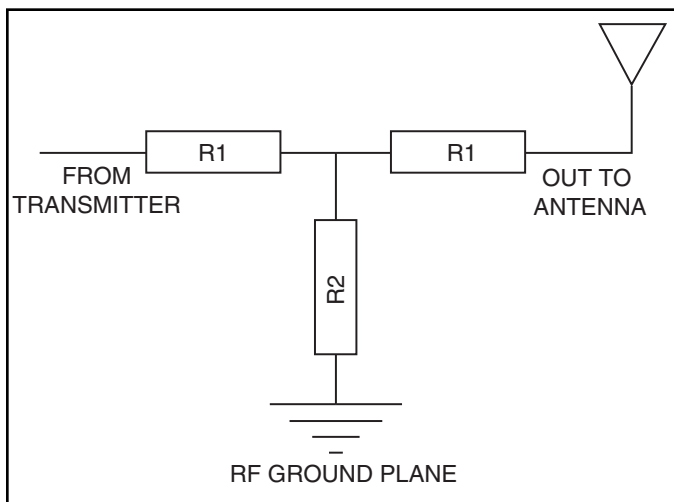 R1
R1
FROM
TRANSMITTER
OUT TO
ANTENNA
R2
RF GROUND PLANE